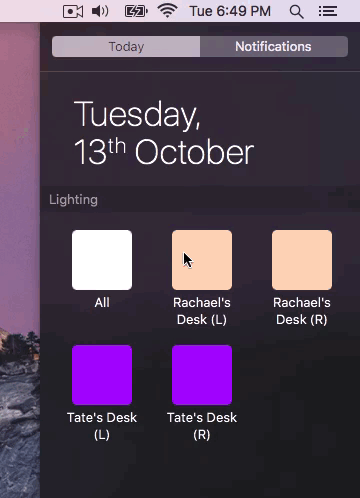 Tue 6:49 PM
Today Notifications
Tuesday,
13th October
Lighting
All
Rachael's
Desk (L)
Rachael's
Desk (R)
Tate's Desk
(L)
Tate's Desk
(R)